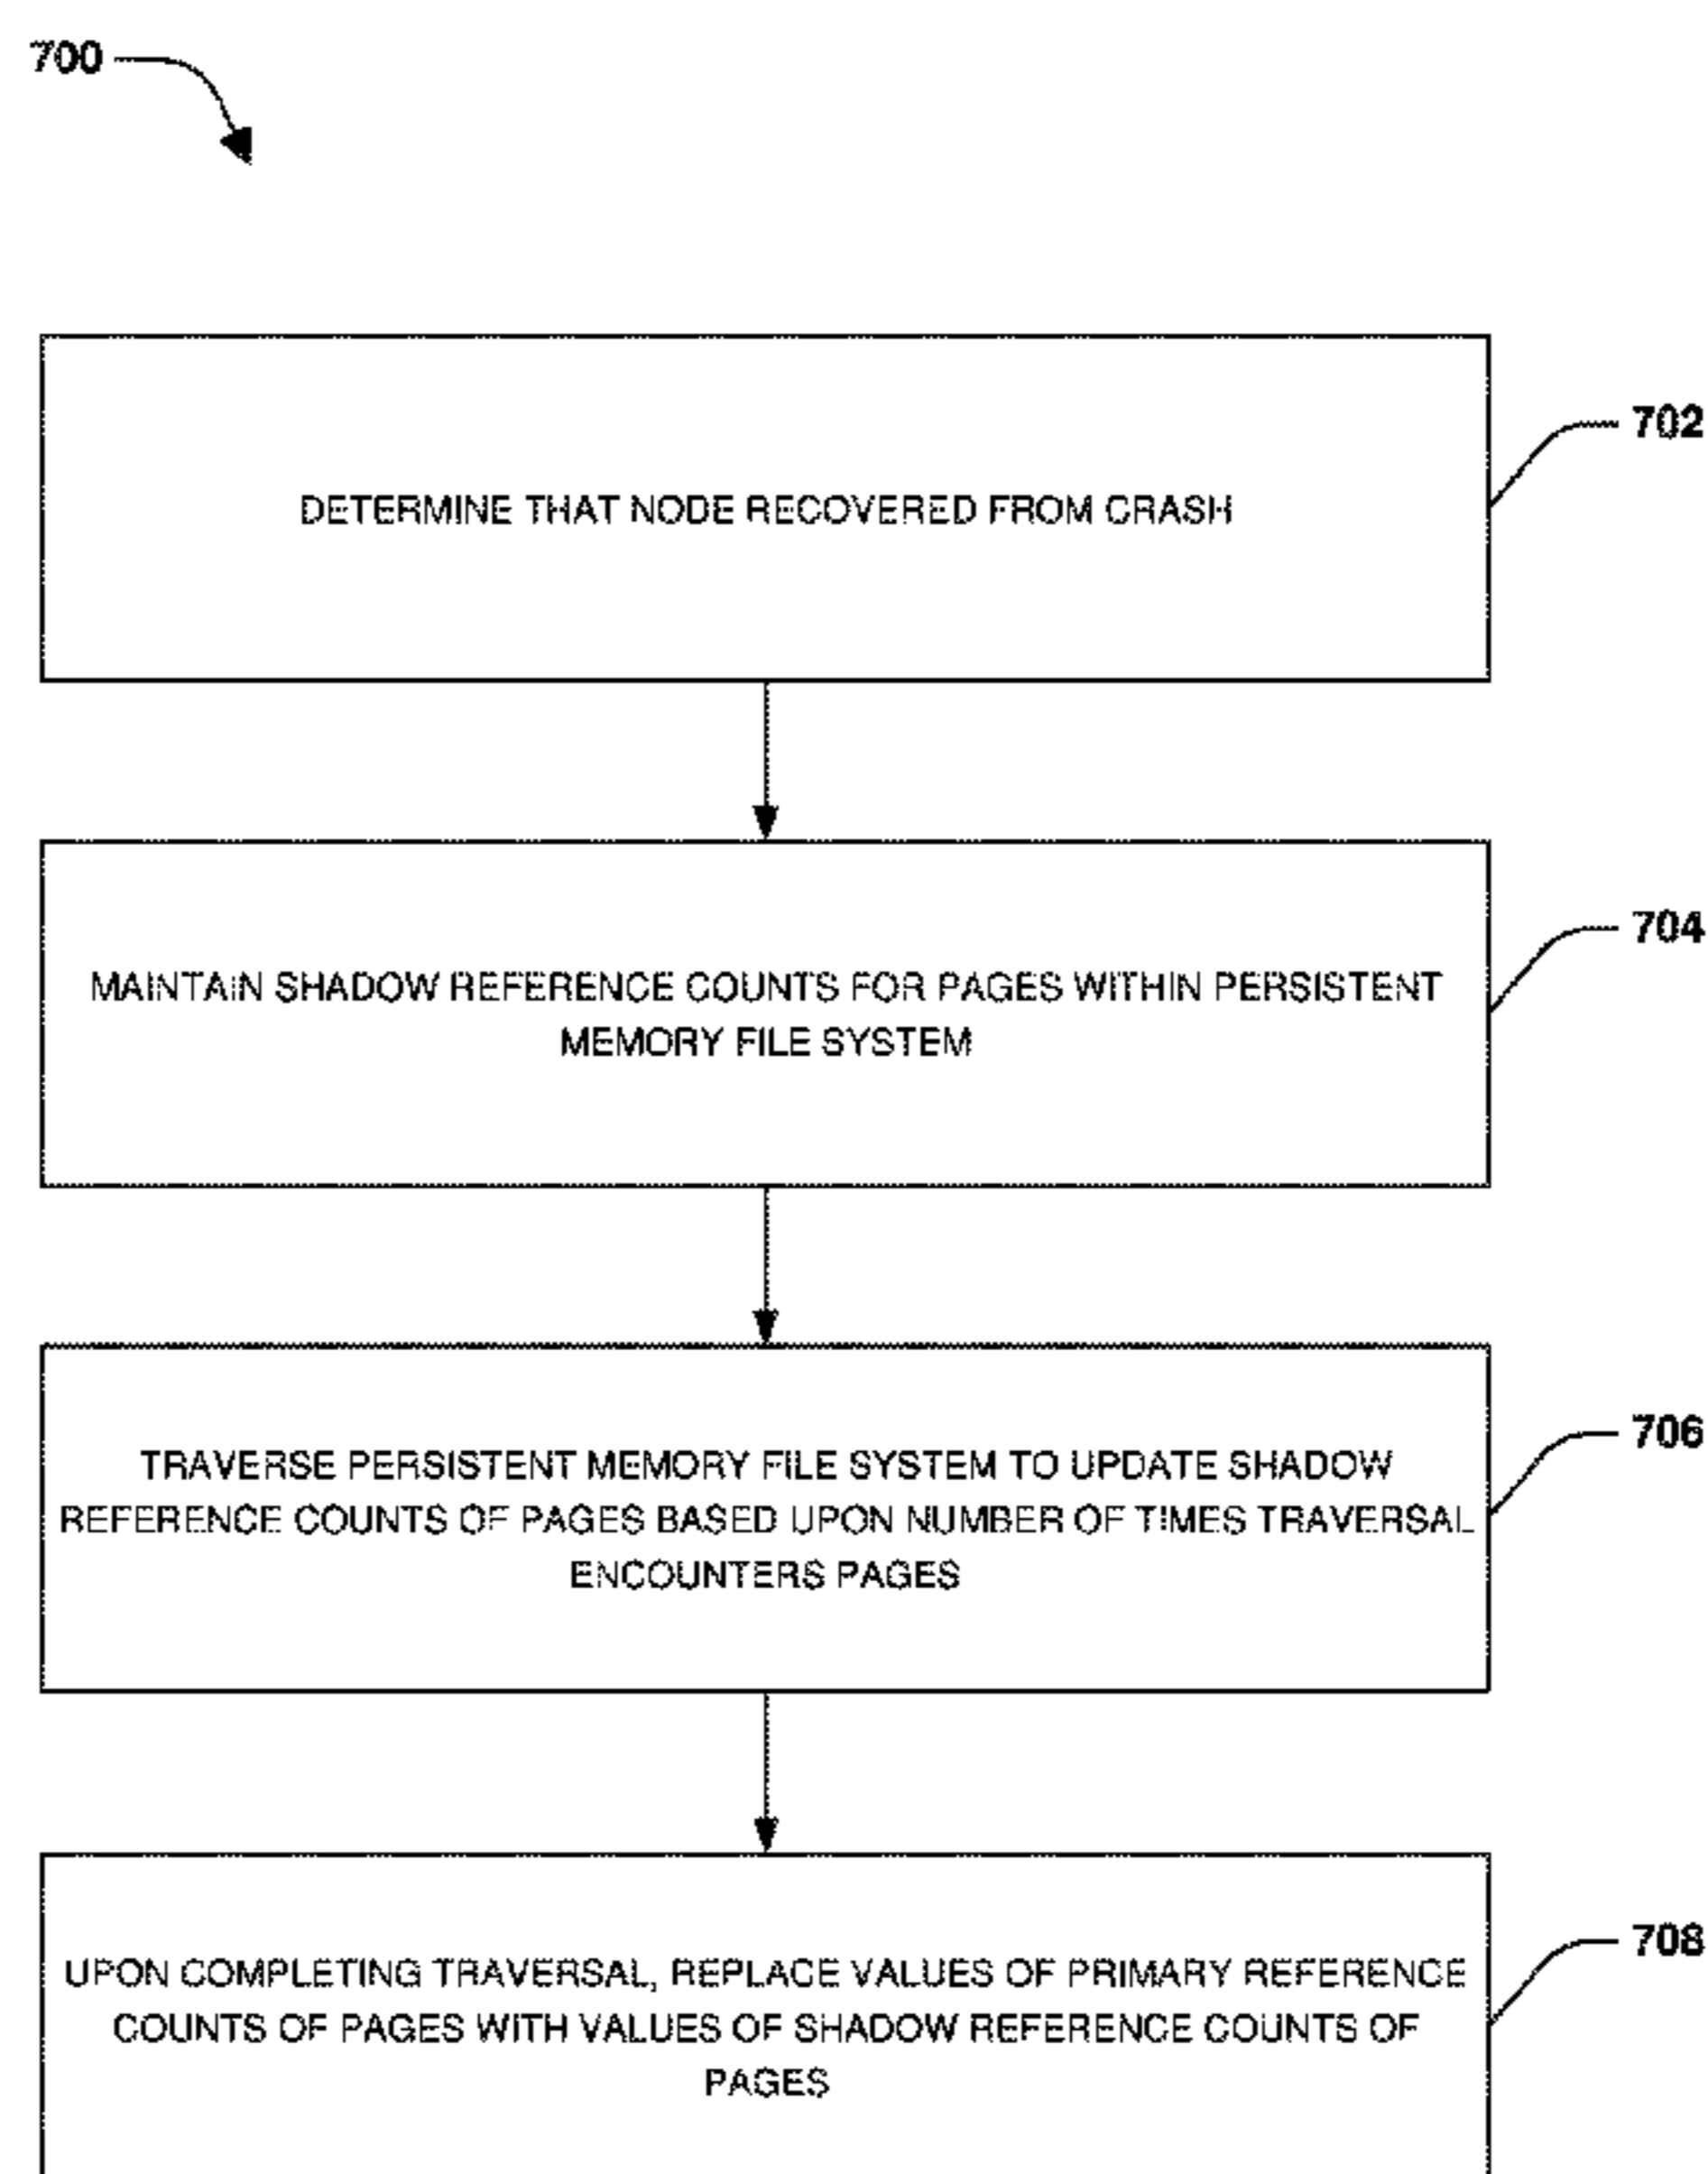 700
DETERMINE THAT NODE RECOVERED FROM CRASH
702
MAINTAIN SHADOW REFERENCE COUNTS FOR PAGES WITHIN PERSISTENT
MEMORY FILE SYSTEM
704
TRAVERSE PERSISTENT MEMORY FILE SYSTEM TO UPDATE SHADOW
REFERENCE COUNTS OF PAGES BASED UPON NUMBER OF TIMES TRAVERSAL
ENCOUNTERS PAGES
706
UPON COMPLETING TRAVERSAL, REPLACE VALUES OF PRIMARY REFERENCE
COUNTS OF PAGES WITH VALUES OF SHADOW REFERENCE COUNTS OF
PAGES
708